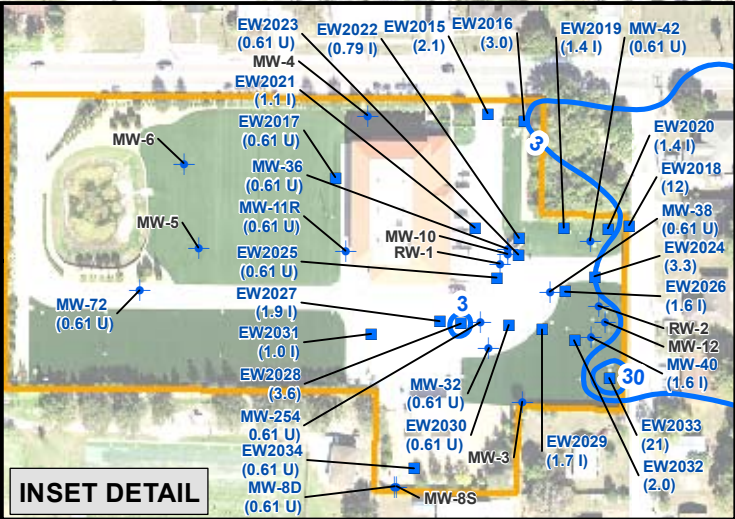 EW2023
(0.61 U)
EW2022
(0.79 I)
EW2015
(2.1)
EW2016
(3.0)
EW2019
(1.4 I)
MW-42
(0.61 U)
MW-4
EW2021
(1.1 I)
EW2017
(0.61 U)
MW-6
MW-36
(0.61 U)
MW-5
MW-11R
(0.61 U)
MW-10
RW-1
EW2025
(0.61 U)
MW-72
(0.61 U)
EW2027
(1.9 I)
EW2031
(1.0 I)
EW2028
(3.6)
MW-254
0.61 U)
EW2034
(0.61 U)
MW-8D
(0.61 U)
MW-8S
3
3
EW2020
(1.4 I)
EW2018
(12)
MW-38
(0.61 U)
EW2024
(3.3)
EW2026
(1.6 I)
RW-2
MW-12
MW-40
(1.6 I)
30
EW2033
(21)
EW2032
(2.0)
EW2029
(1.7 I)
MW-32
(0.61 U)
EW2030
(0.61 U)
MW-3
INSET DETAIL